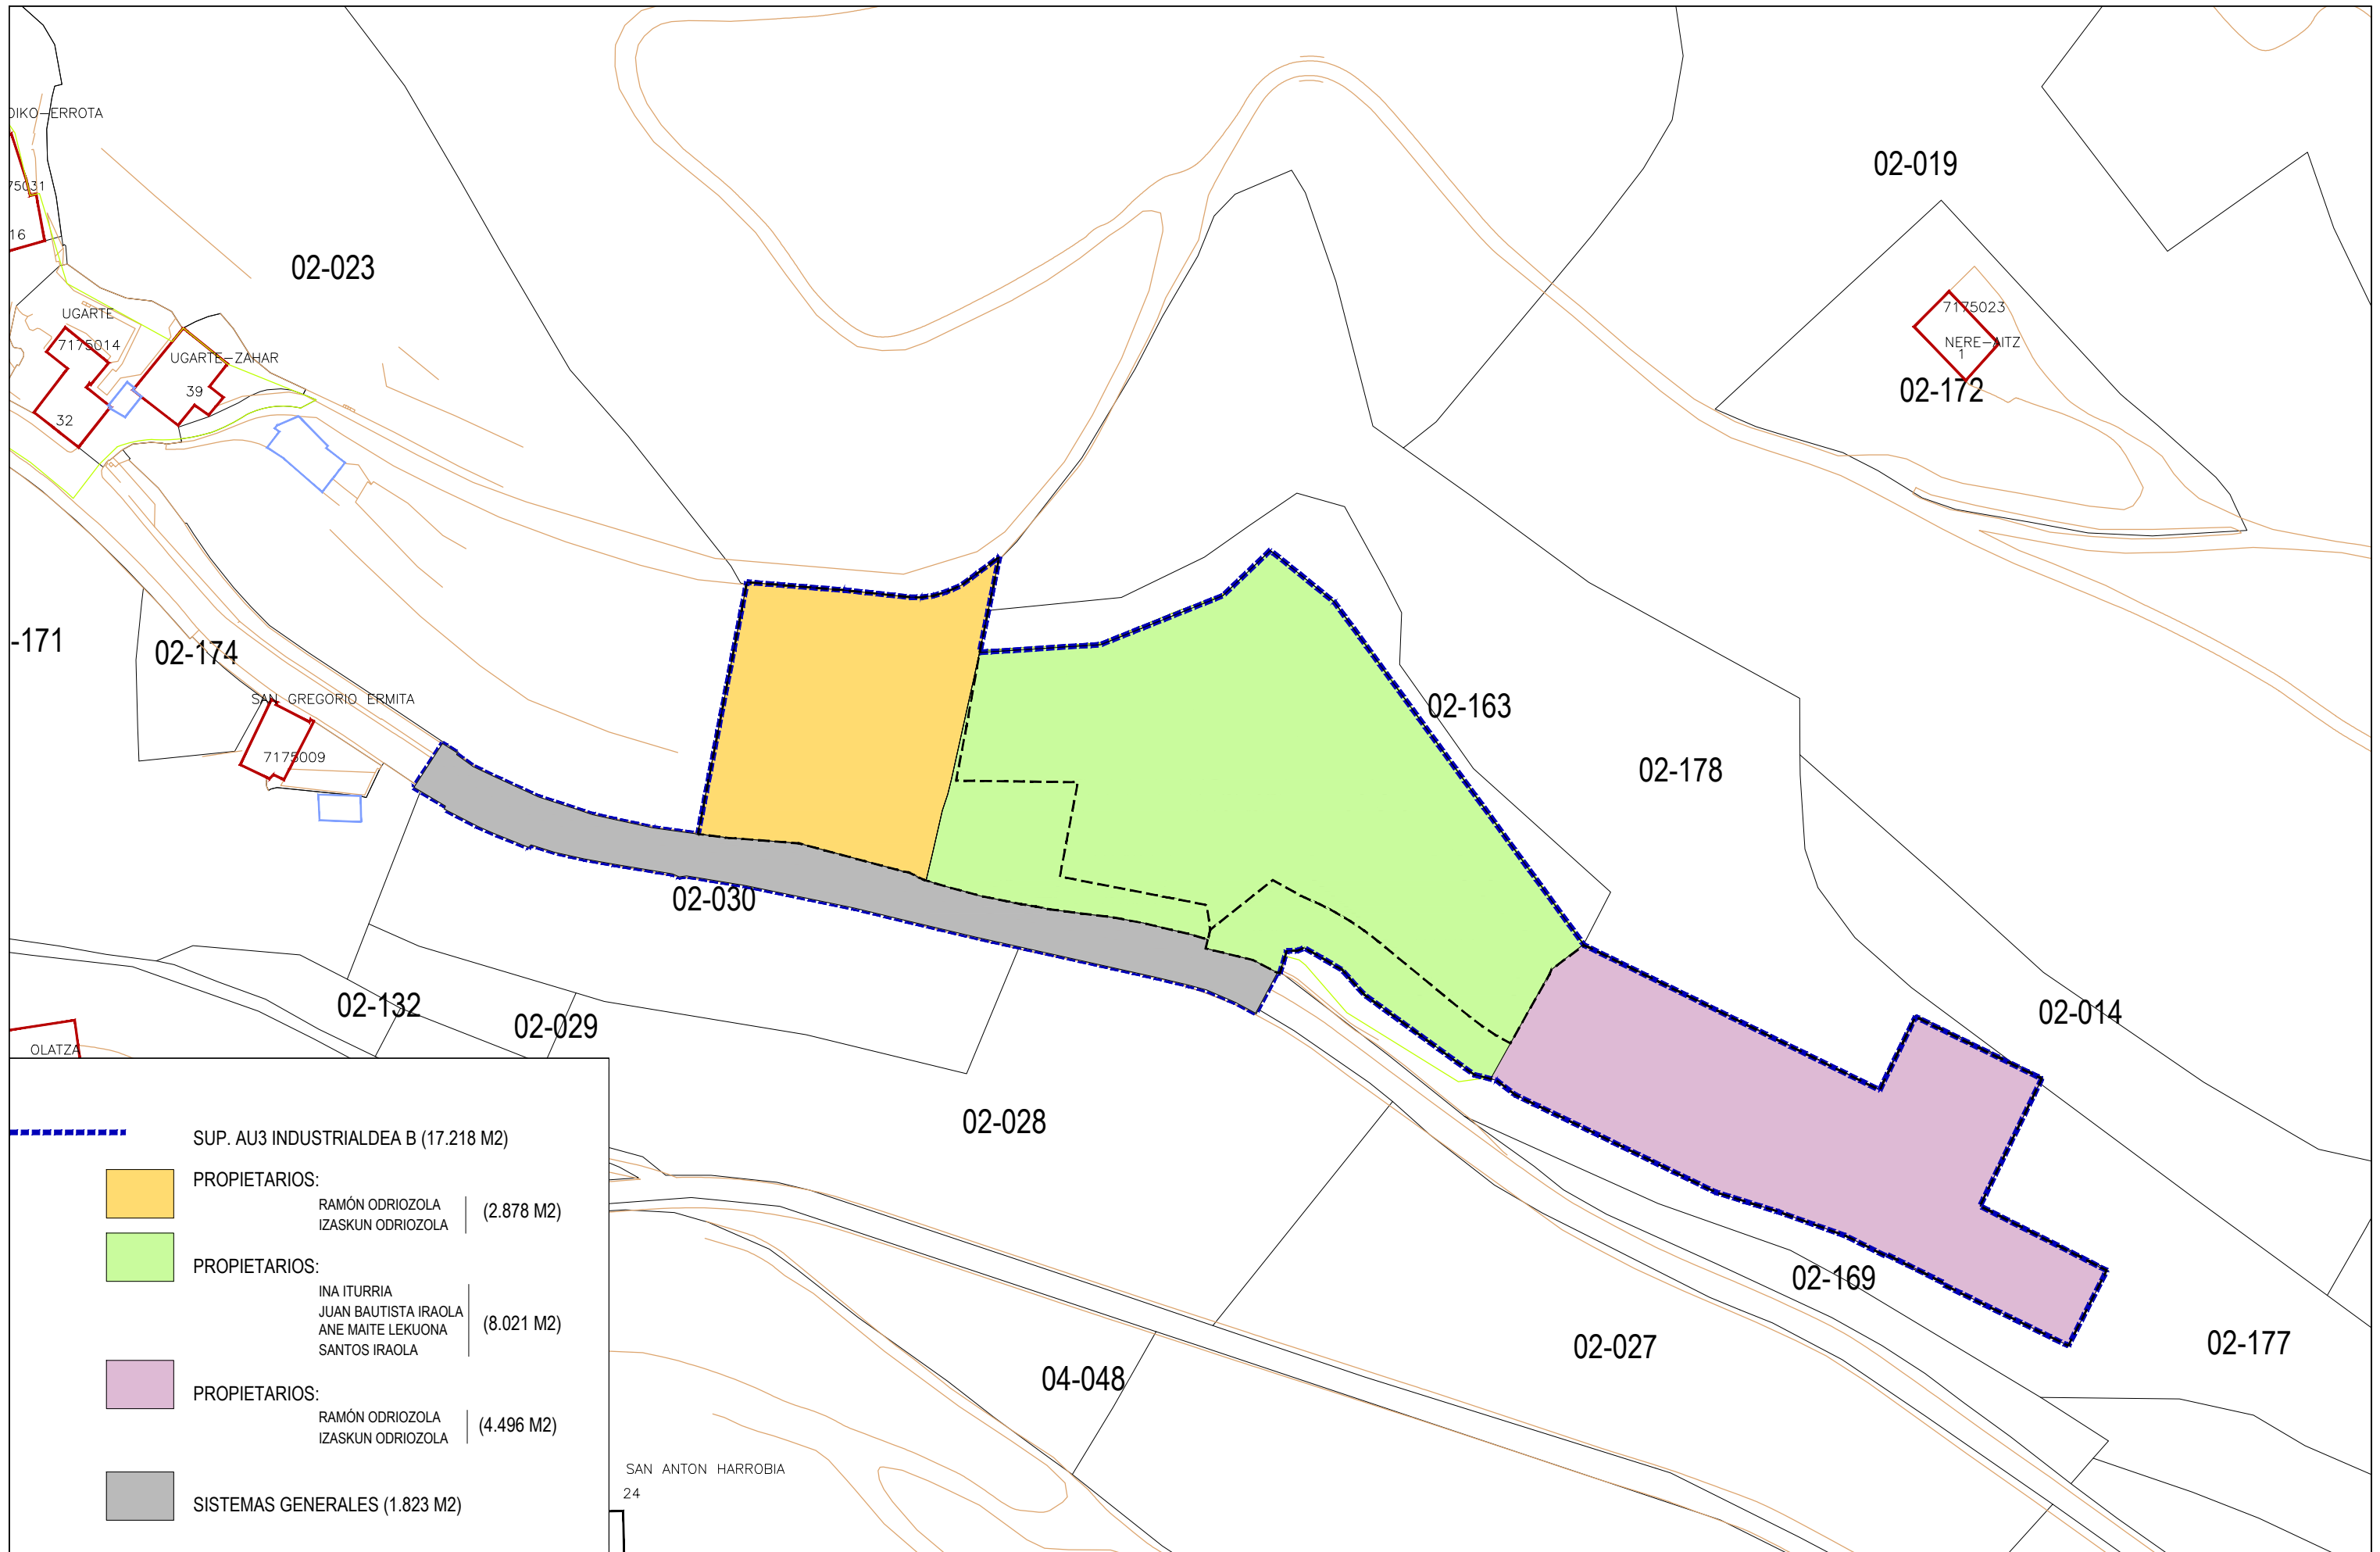 OIKO-ERROTA
75031
16
02-023
02-019
UGARTE
7175014
UGARTE-ZAHAR
39
32
7175023
NERE-AITZ
1
02-172
-171
02-174
SAN GREGORIO ERMITA
7175009
02-163
02-178
02-030
02-132
02-029
02-014
OLATZA
02-028
02-169
02-177
02-027
04-048
SUP. AU3 INDUSTRIALDEA B (17.218 M2)
PROPIETARIOS:
RAMÓN ODRIOZOLA
IZASKUN ODRIOZOLA
(2.878 M2)
PROPIETARIOS:
INA ITURRIA
JUAN BAUTISTA IRAOLA
ANE MAITE LEKUONA
SANTOS IRAOLA
(8.021 M2)
PROPIETARIOS:
RAMÓN ODRIOZOLA
IZASKUN ODRIOZOLA
(4.496 M2)
SISTEMAS GENERALES (1.823 M2)
SAN ANTON HARROBIA
24